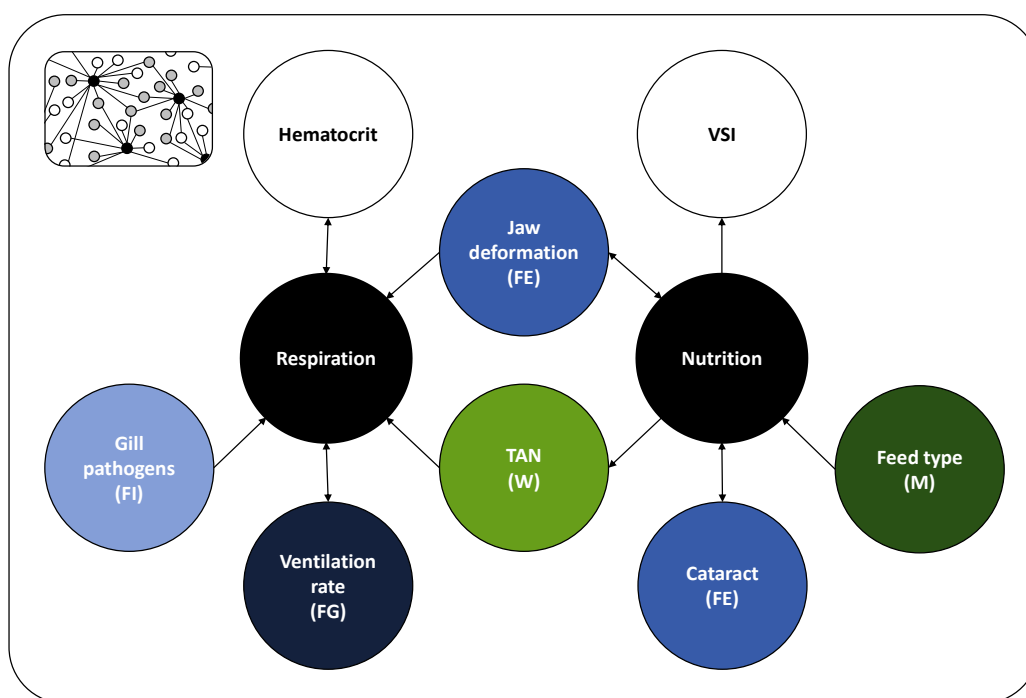 Hematocrit
VSI
Jaw
deformation
(FE)
Respiration
Nutrition
Gill
pathogens
(FI)
TAN
(W)
Feed type
(M)
Ventilation
rate
(FG)
Cataract
(FE)